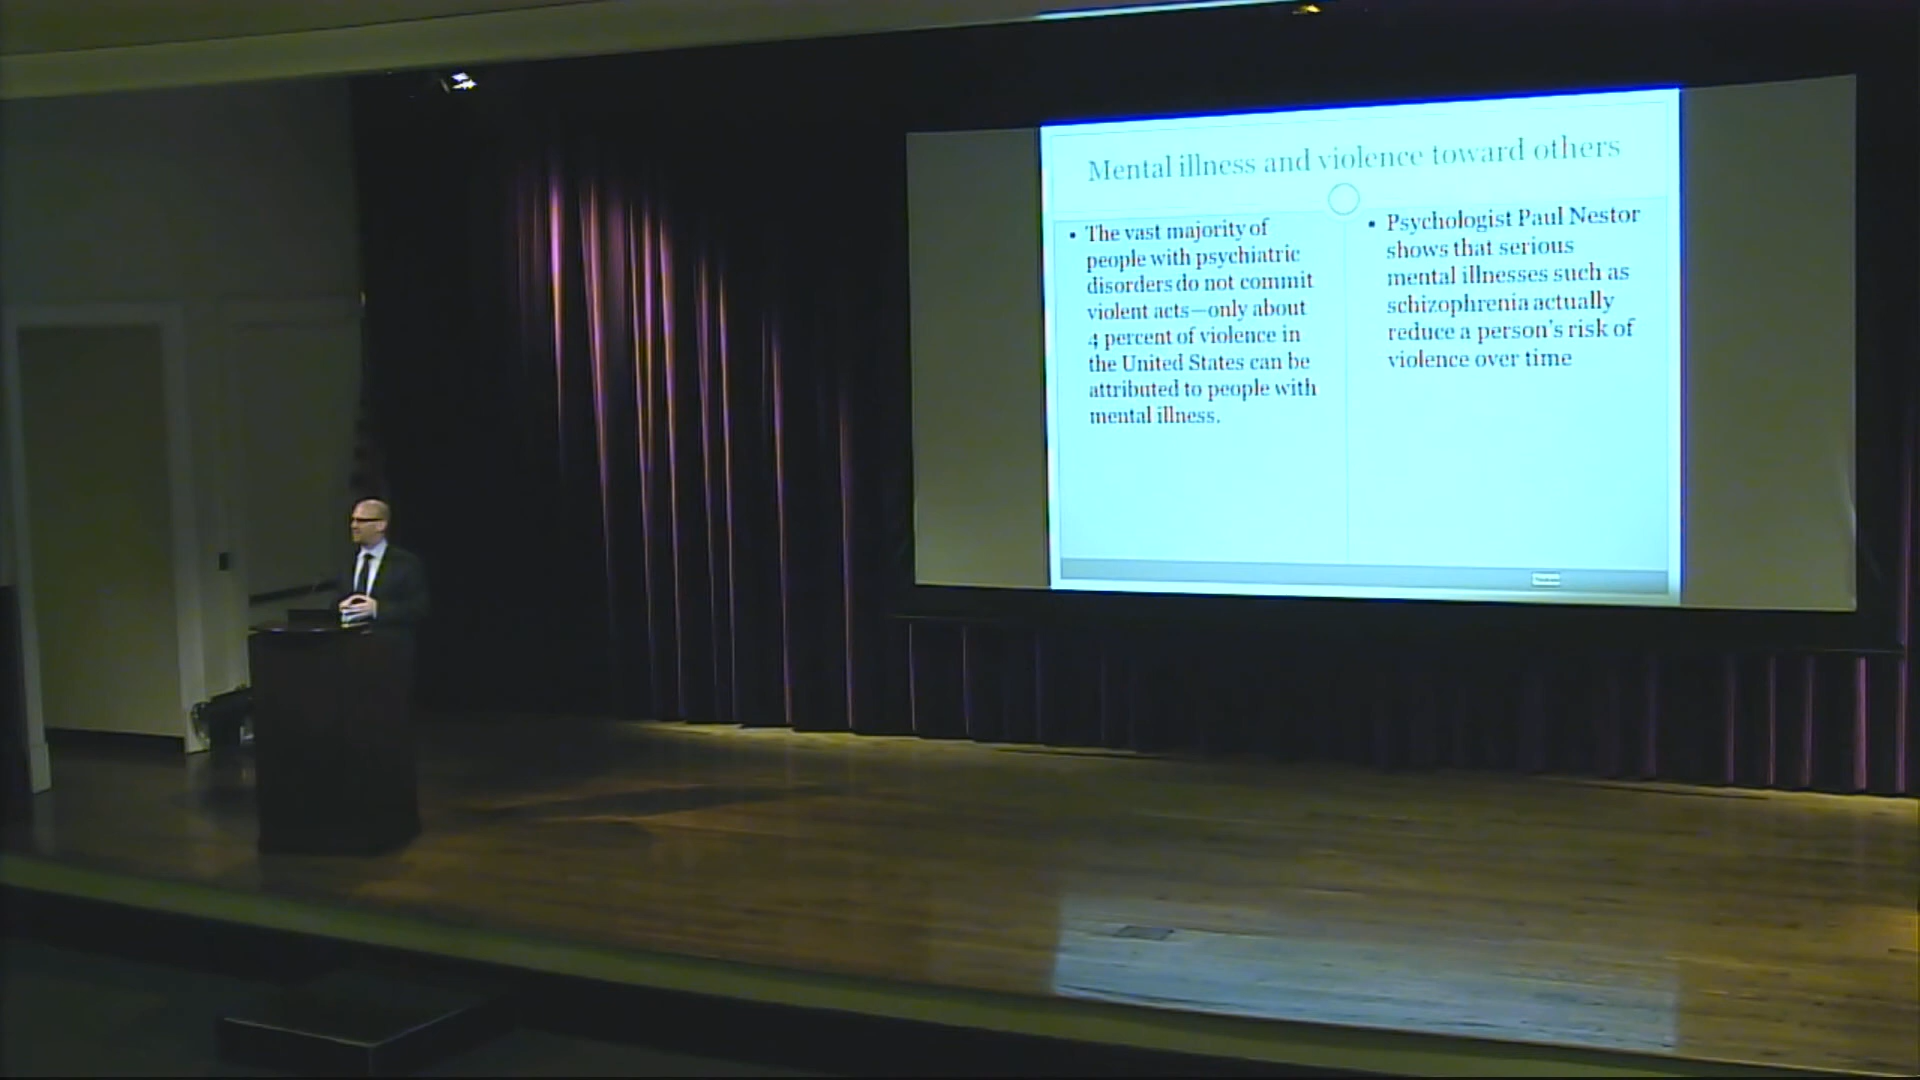 Mental illness and violence toward others
• The vast majority of
people with psychiatric
disorders do not commit
violent acts—only about
4 percent of violence in
the United States can be
attributed to people with
mental illness.
• Psychologist Paul Nestor
shows that serious
mental illnesses such as
schizophrenia actually
reduce a person's risk of
violence over time